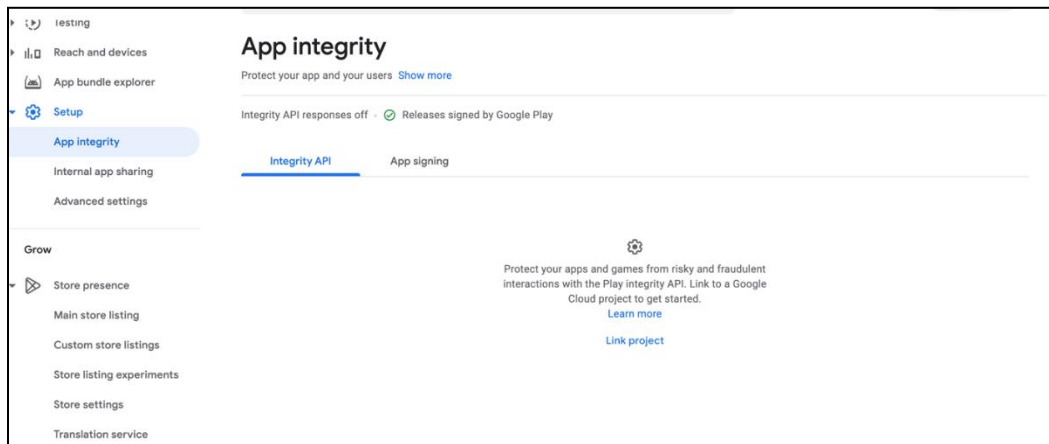 Testing
Reach and devices
App bundle explorer
Setup
App integrity
Internal app sharing
Advanced settings
Grow
Store presence
Main store listing
Custom store listings
Store listing experiments
Store settings
Translation service
App integrity
Protect your app and your users Show more
Integrity API responses off · Releases signed by Google Play
Integrity API App signing
Protect your apps and games from risky and fraudulent
interactions with the Play integrity API. Link to a Google
Cloud project to get started.
Learn more
Link project